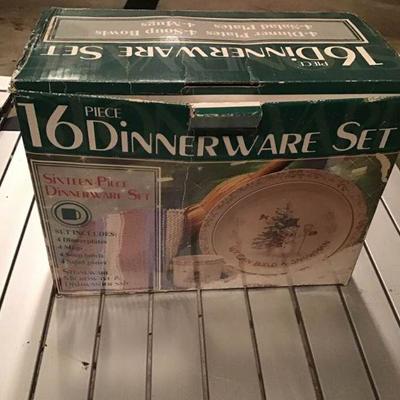 4-Dinner Plates 4-Soup Bowls
4-Salad Plates 4-Mugs
16 PIECE DINNERWARE SET
16 PIECE DINNERWARE SET
SIXTEEN PIECE
DINNERWARE SET
SET INCLUDES:
4 Dinner plates
4 Mugs
4 Soup bowls
4 Salad plates
STONEWARE
MICROWAVE &
DISHWASHER SAFE
BUILD A SNOWMAN